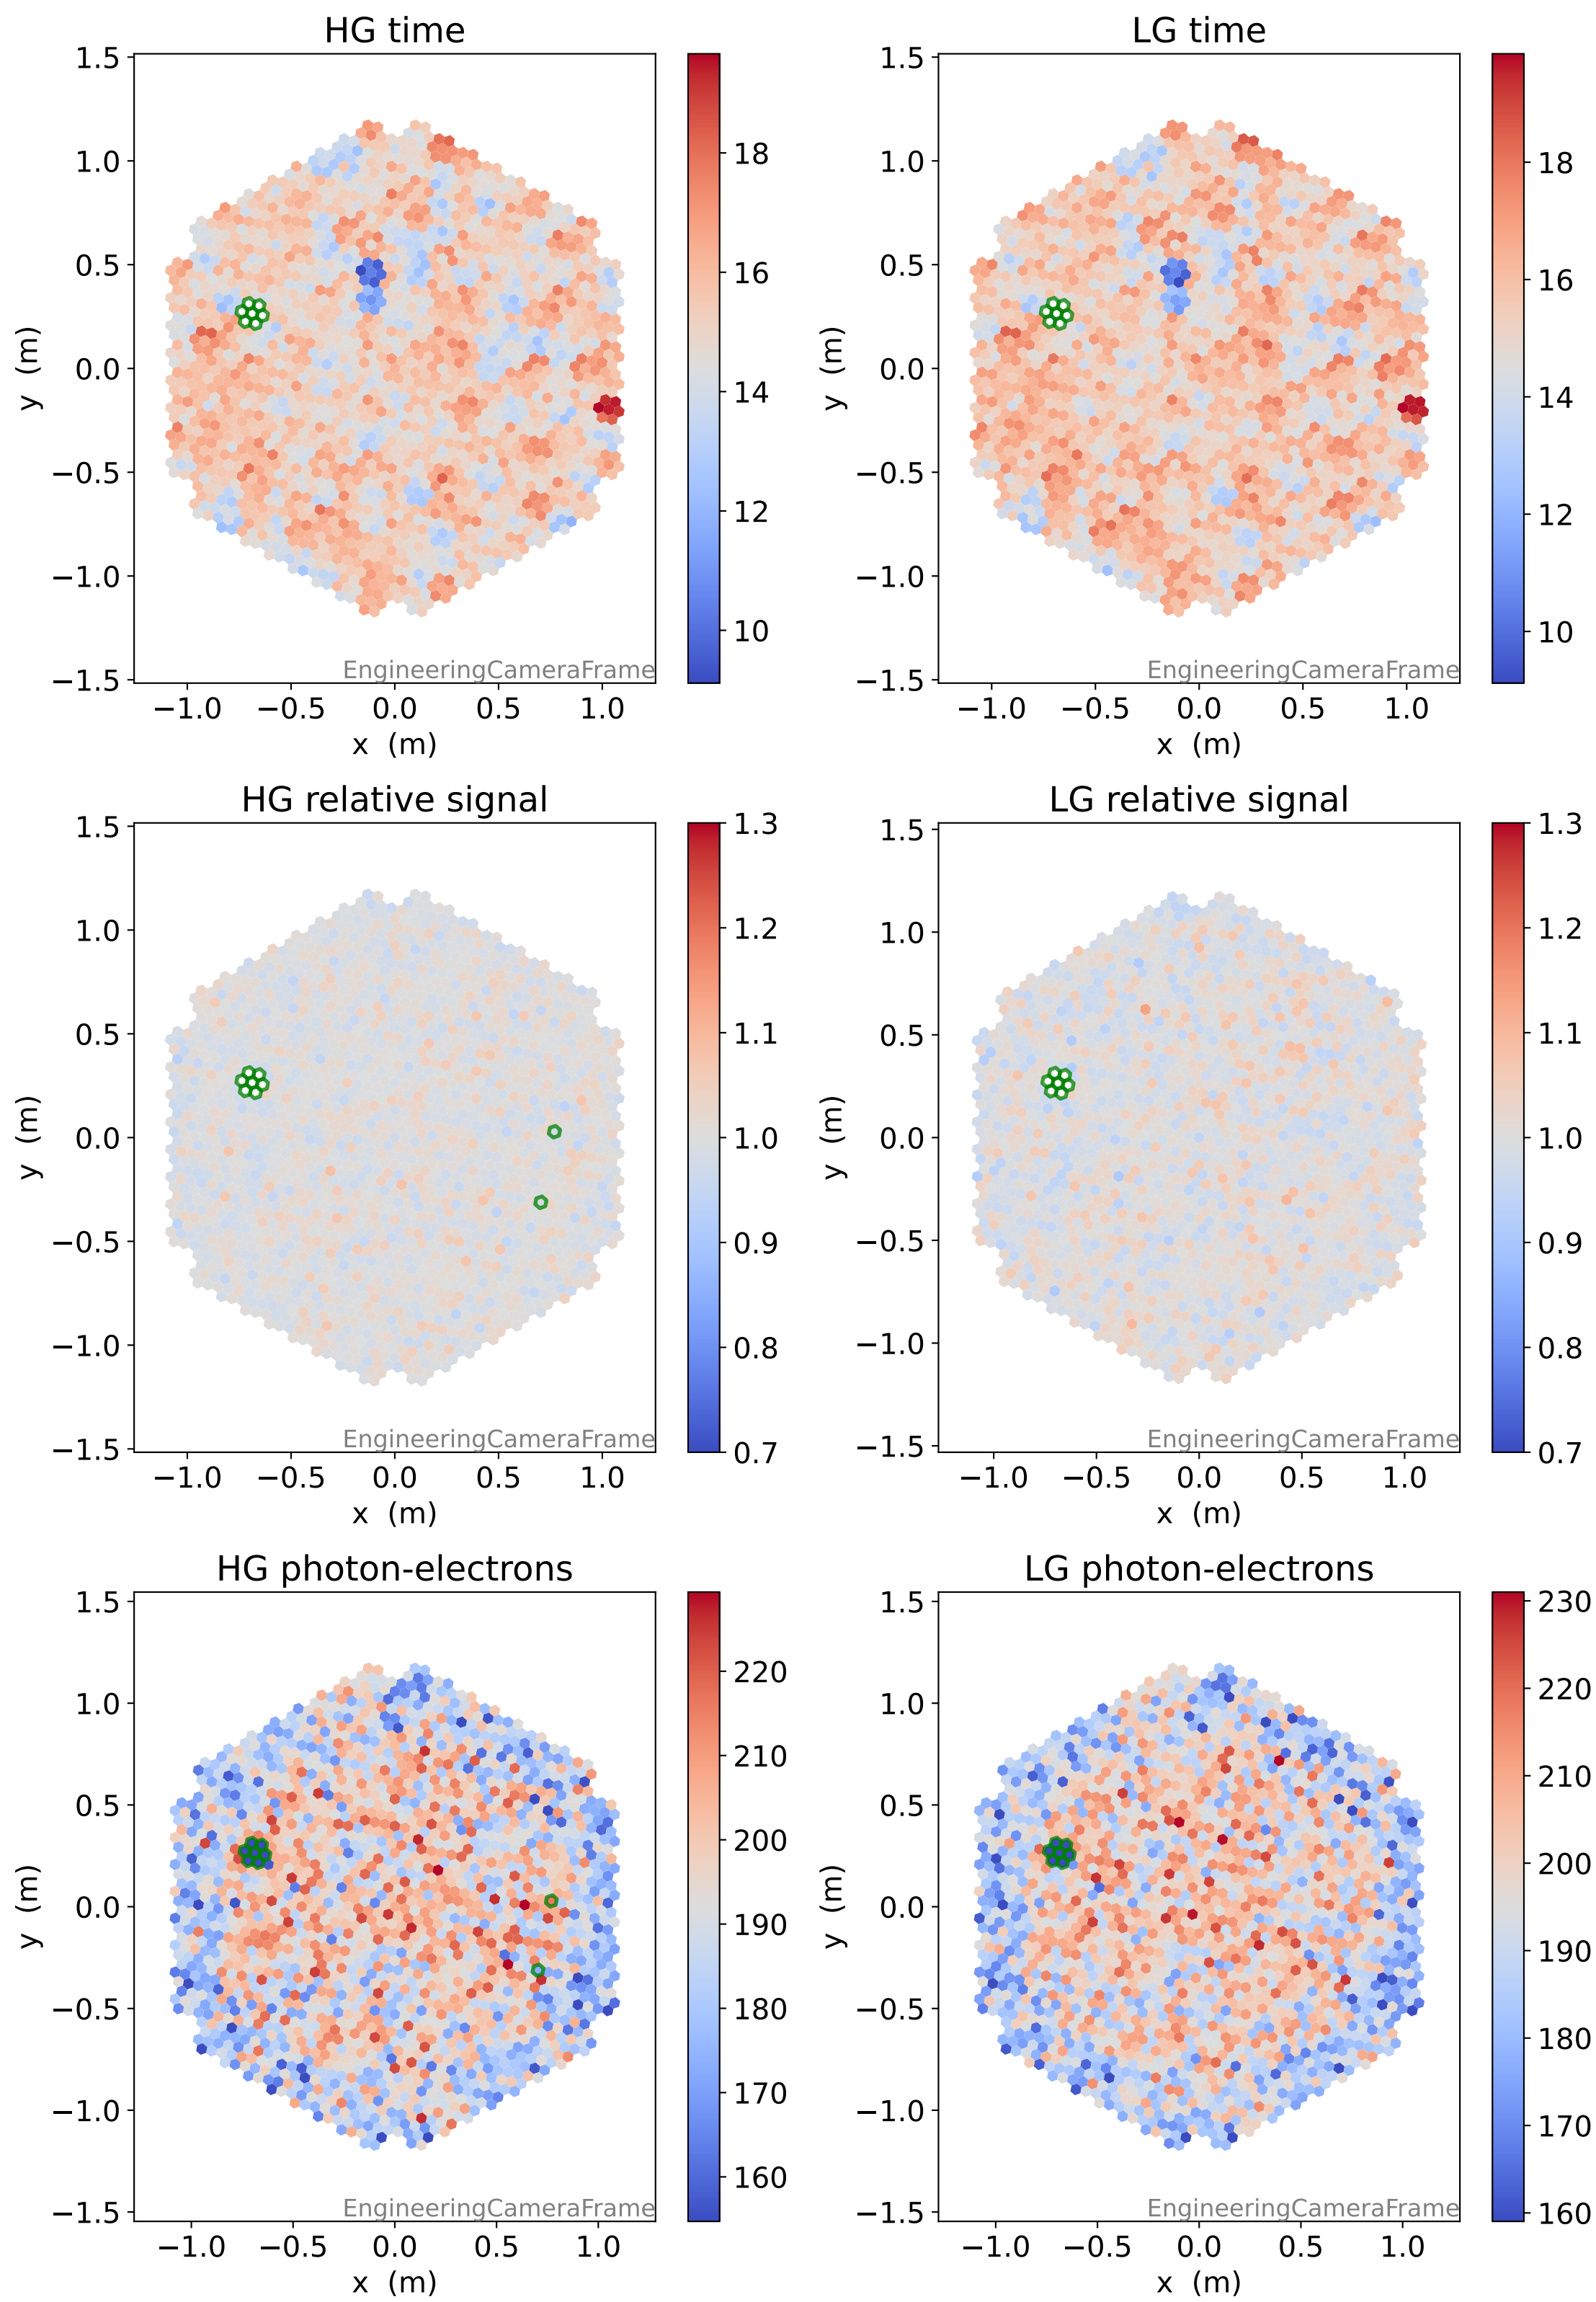 HG time
LG time
1.5
1.0
0.5
0.0
−0.5
−1.0
−1.5
y (m)
−1.0 −0.5 0.0 0.5 1.0
x (m)
EngineeringCameraFrame
18
16
14
12
10
1.5
1.0
0.5
0.0
−0.5
−1.0
−1.5
y (m)
−1.0 −0.5 0.0 0.5 1.0
x (m)
EngineeringCameraFrame
18
16
14
12
10
HG relative signal
LG relative signal
1.5
1.0
0.5
0.0
−0.5
−1.0
−1.5
y (m)
−1.0 −0.5 0.0 0.5 1.0
x (m)
EngineeringCameraFrame
1.3
1.2
1.1
1.0
0.9
0.8
0.7
1.5
1.0
0.5
0.0
−0.5
−1.0
−1.5
y (m)
−1.0 −0.5 0.0 0.5 1.0
x (m)
EngineeringCameraFrame
1.3
1.2
1.1
1.0
0.9
0.8
0.7
HG photon-electrons
LG photon-electrons
1.5
1.0
0.5
0.0
−0.5
−1.0
−1.5
y (m)
−1.0 −0.5 0.0 0.5 1.0
x (m)
EngineeringCameraFrame
220
210
200
190
180
170
160
1.5
1.0
0.5
0.0
−0.5
−1.0
−1.5
y (m)
−1.0 −0.5 0.0 0.5 1.0
x (m)
EngineeringCameraFrame
230
220
210
200
190
180
170
160